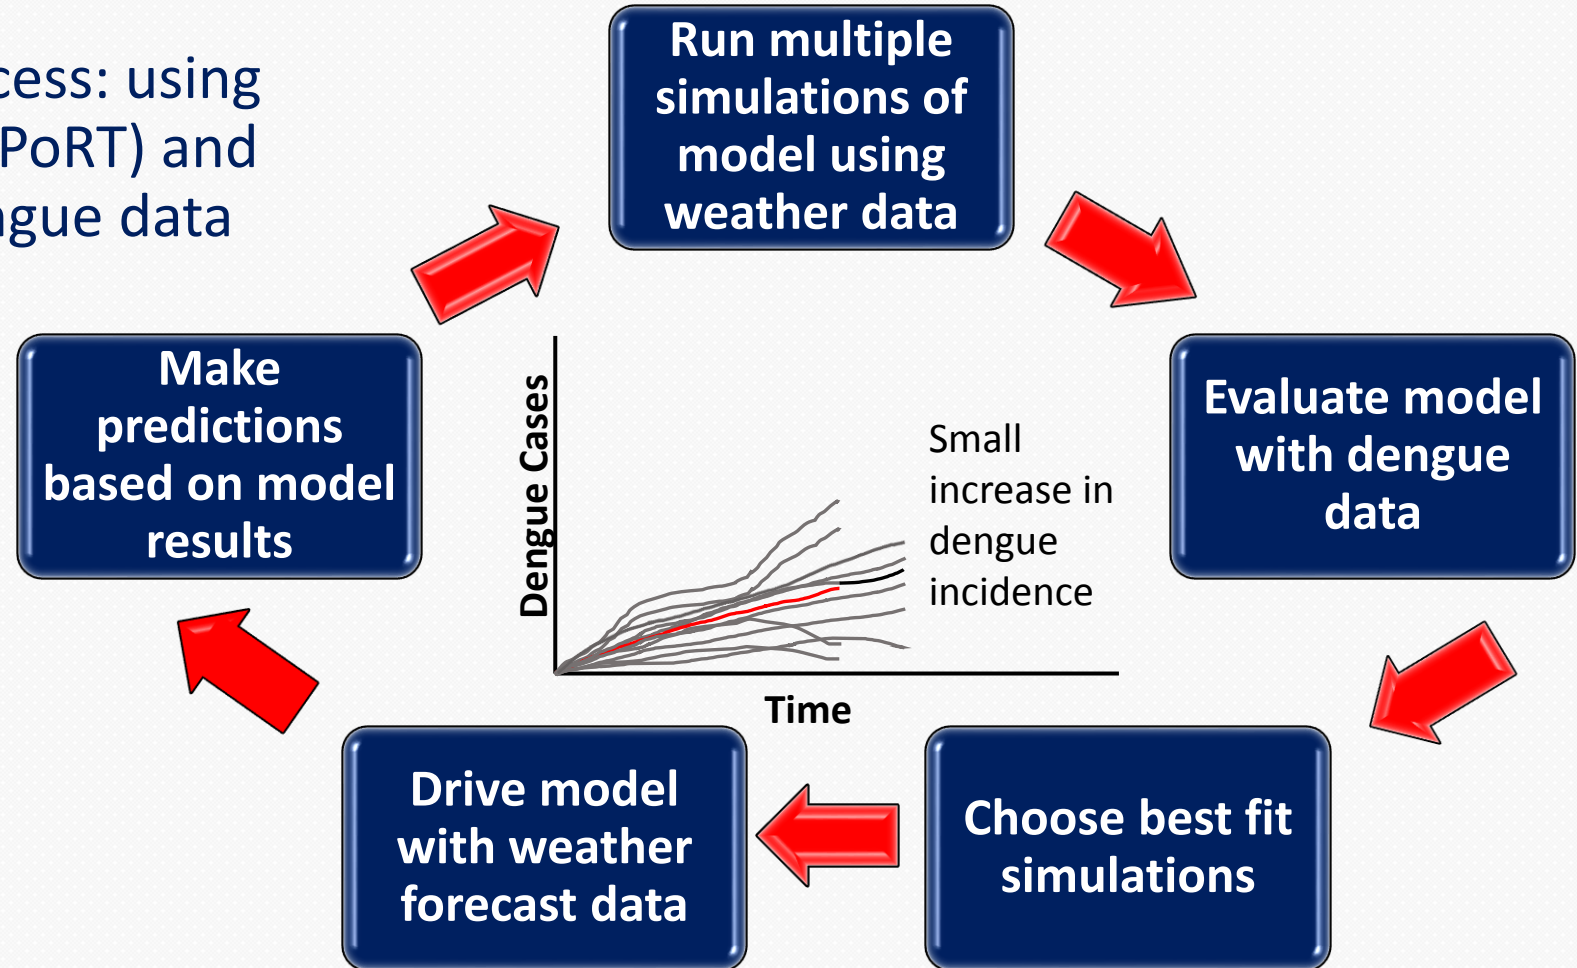 cess: using
PoRT) and
ngue data
Run multiple
simulations of
model using
weather data
Evaluate model
with dengue
data
Choose best fit
simulations
Drive model
with weather
forecast data
Make
predictions
based on model
results
Dengue Cases
Time
Small
increase in
dengue
incidence